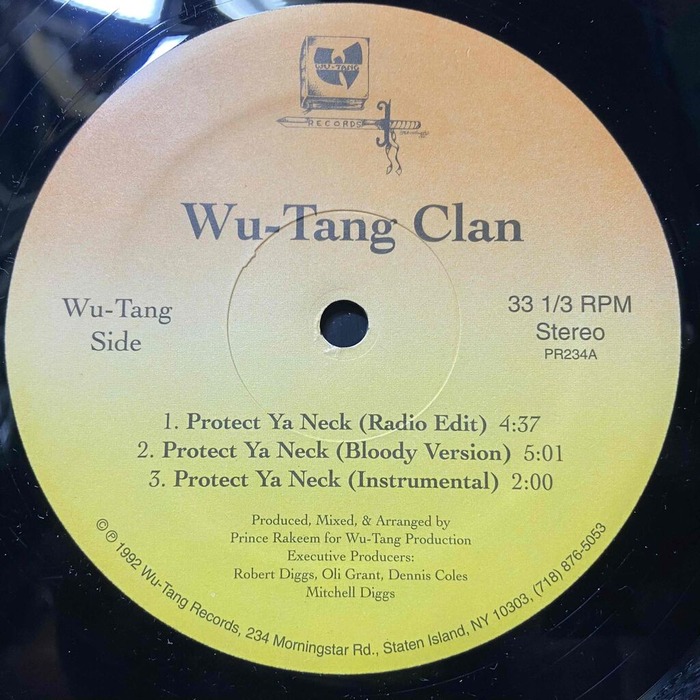 WU-TANG
RECORDS
Wu-Tang Clan
Wu-Tang
Side
33 1/3 RPM
Stereo
PR234A
1. Protect Ya Neck (Radio Edit) 4:37
2. Protect Ya Neck (Bloody Version) 5:01
3. Protect Ya Neck (Instrumental) 2:00
Produced, Mixed, & Arranged by
Prince Rakeem for Wu-Tang Production
Executive Producers:
Robert Diggs, Oli Grant, Dennis Coles
Mitchell Diggs
© ℗ 1992 Wu-Tang Records, 234 Morningstar Rd., Staten Island, NY 10303, (718) 876-5053